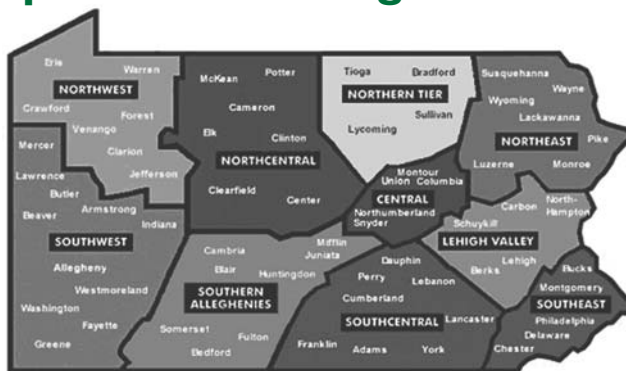 Erie
Warren
NORTHWEST
Crawford
Forest
Venango
Clarion
Jefferson
McKean
Potter
Cameron
Elk
Clinton
NORTHCENTRAL
Clearfield
Center
Tioga
Bradford
NORTHERN TIER
Sullivan
Lycoming
Susquehanna
Wayne
Wyoming
Lackawanna
NORTHEAST
Pike
Luzerne
Monroe
Mercer
Lawrence
Butler
Beaver
Armstrong
Indiana
SOUTHWEST
Allegheny
Westmoreland
Washington
Fayette
Greene
Montour
Union Columbia
CENTRAL
Northumberland
Snyder
Carbon
North-
Hampton
Schuykill
LEHIGH VALLEY
Lehigh
Berks
Cambria
Mifflin
Juniata
Blair
Huntingdon
SOUTHERN
ALLEGHENIES
Somerset
Fulton
Bedford
Dauphin
Perry
Lebanon
Cumberland
SOUTHCENTRAL
Lancaster
Franklin
Adams
York
Bucks
Montgomery
SOUTHEAST
Philadelphia
Delaware
Chester